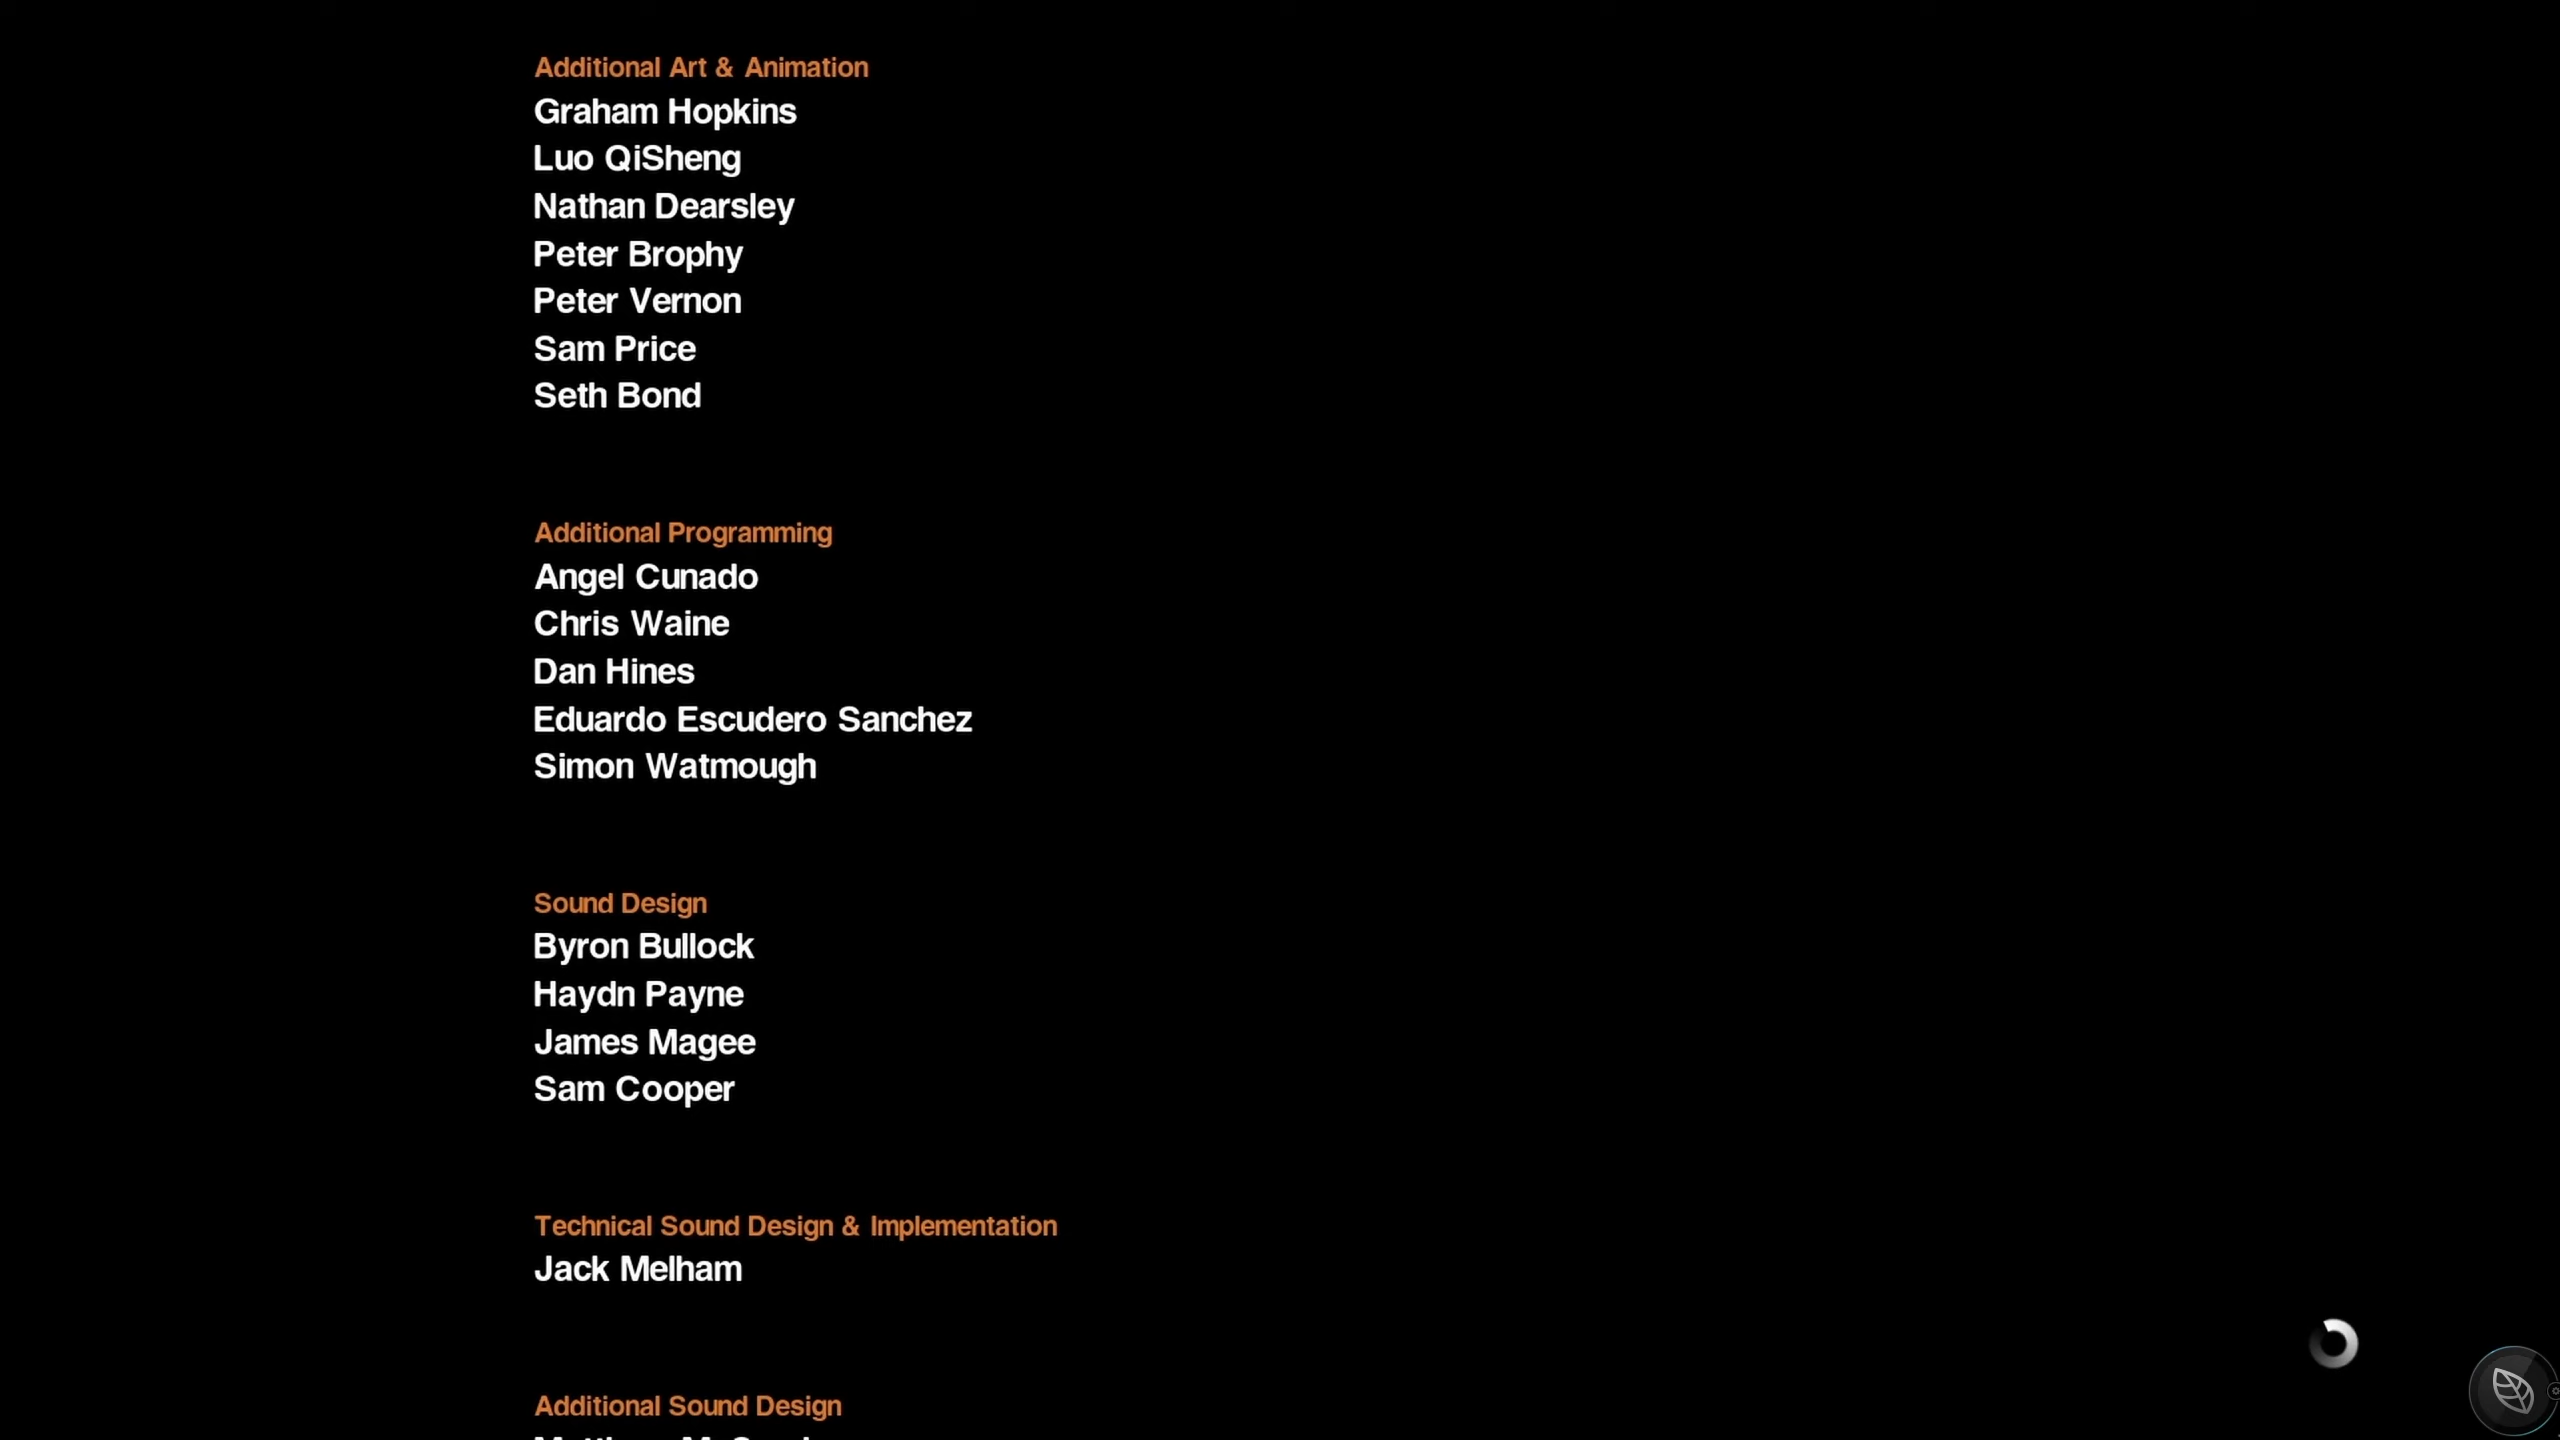 Additional Art & Animation
Graham Hopkins
Luo QiSheng
Nathan Dearsley
Peter Brophy
Peter Vernon
Sam Price
Seth Bond
Additional Programming
Angel Cunado
Chris Waine
Dan Hines
Eduardo Escudero Sanchez
Simon Watmough
Sound Design
Byron Bullock
Haydn Payne
James Magee
Sam Cooper
Technical Sound Design & Implementation
Jack Melham
Additional Sound Design